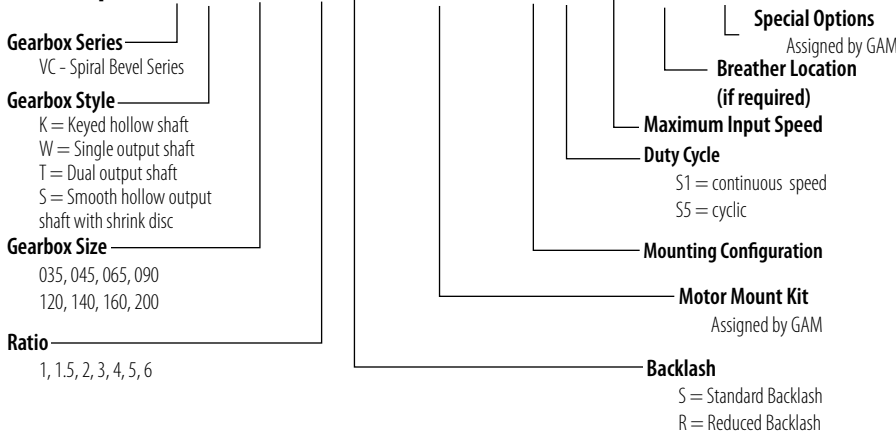 Gearbox Series
VC - Spiral Bevel Series
Gearbox Style
K = Keyed hollow shaft
W = Single output shaft
T = Dual output shaft
S = Smooth hollow output
shaft with shrink disc
Gearbox Size
035, 045, 065, 090
120, 140, 160, 200
Ratio
1, 1.5, 2, 3, 4, 5, 6
Special Options
Assigned by GAM
Breather Location
(if required)
Maximum Input Speed
Duty Cycle
S1 = continuous speed
S5 = cyclic
Mounting Configuration
Motor Mount Kit
Assigned by GAM
Backlash
S = Standard Backlash
R = Reduced Backlash